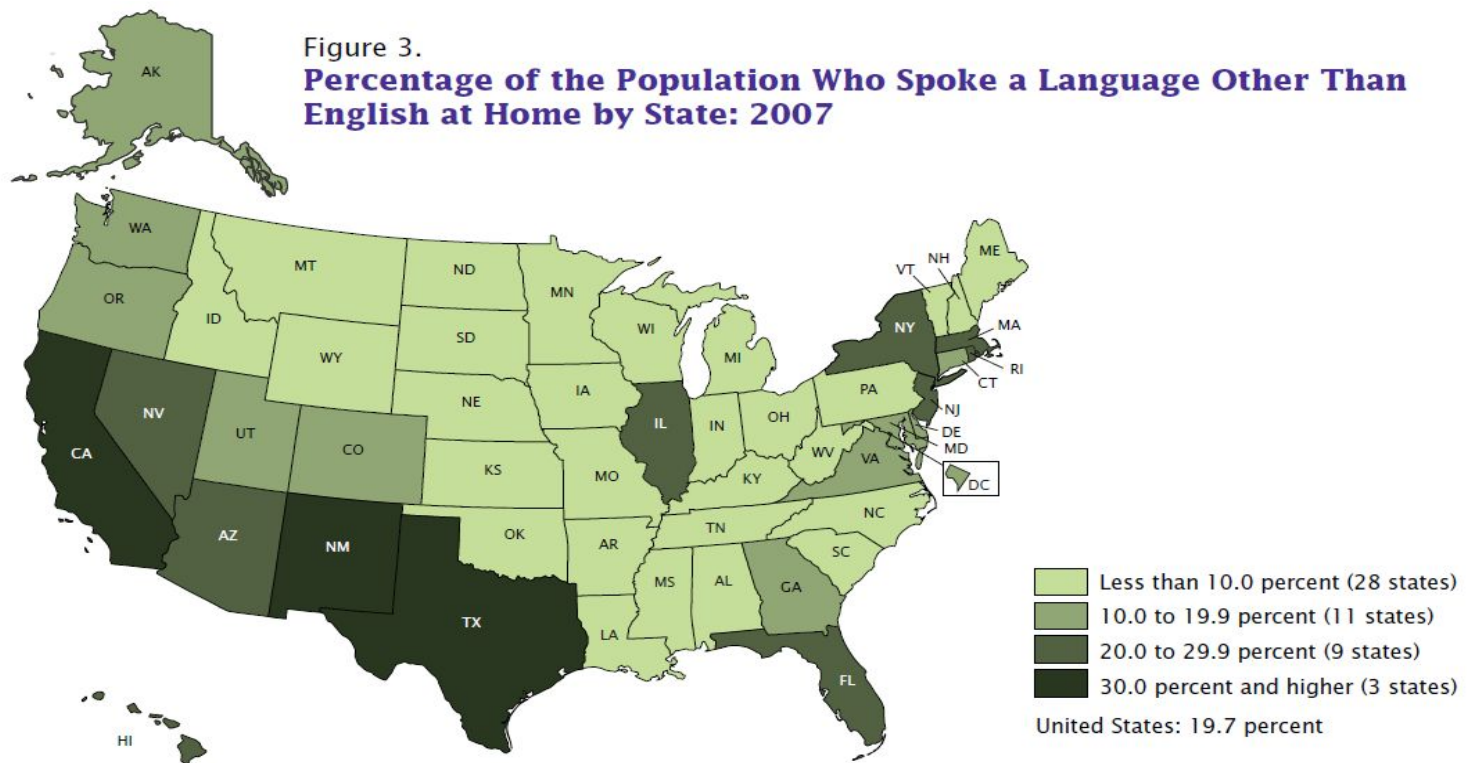 Figure 3.
Percentage of the Population Who Spoke a Language Other Than
English at Home by State: 2007
AK
WA
MT
ND
MN
ME
NH
VT
OR
ID
SD
WI
NY
MA
WY
MI
RI
CT
IA
PA
NE
NJ
NV
OH
IL
IN
DE
UT
MD
CA
CO
WV
VA
KS
MO
KY
DC
NC
TN
AZ
NM
OK
AR
SC
MS
AL
GA
TX
LA
FL
HI
Less than 10.0 percent (28 states)
10.0 to 19.9 percent (11 states)
20.0 to 29.9 percent (9 states)
30.0 percent and higher (3 states)
United States: 19.7 percent